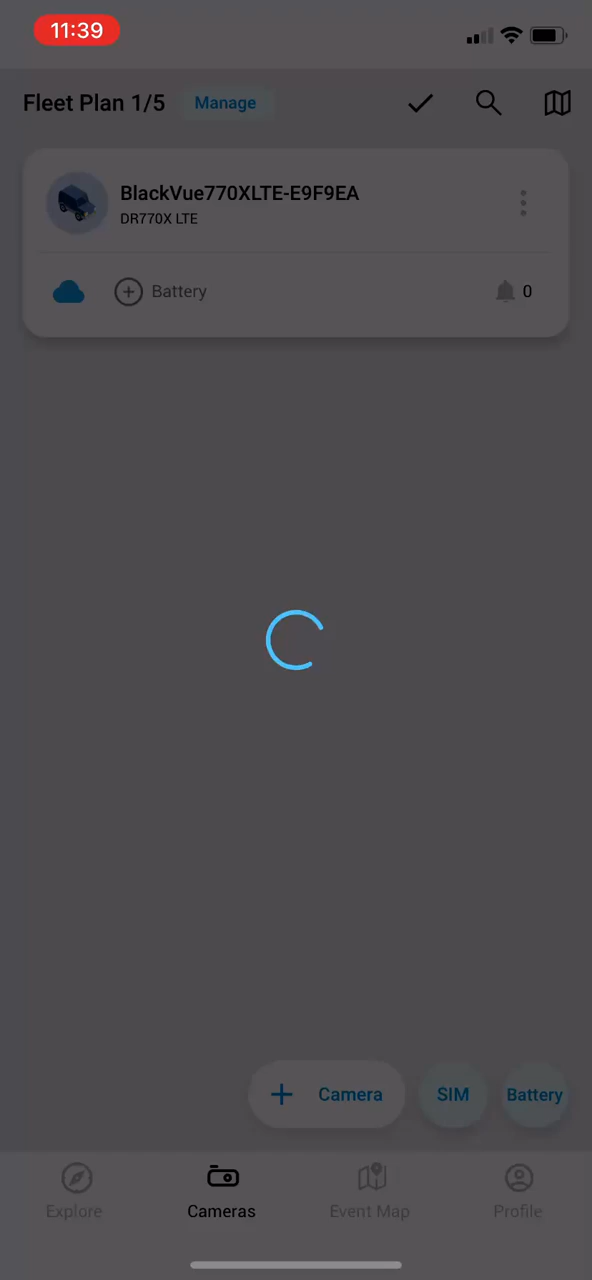 11:39
Fleet Plan 1/5 Manage
BlackVue770XLTE-E9F9EA
DR770X LTE
Battery 0
Camera SIM Battery
Explore Cameras Event Map Profile